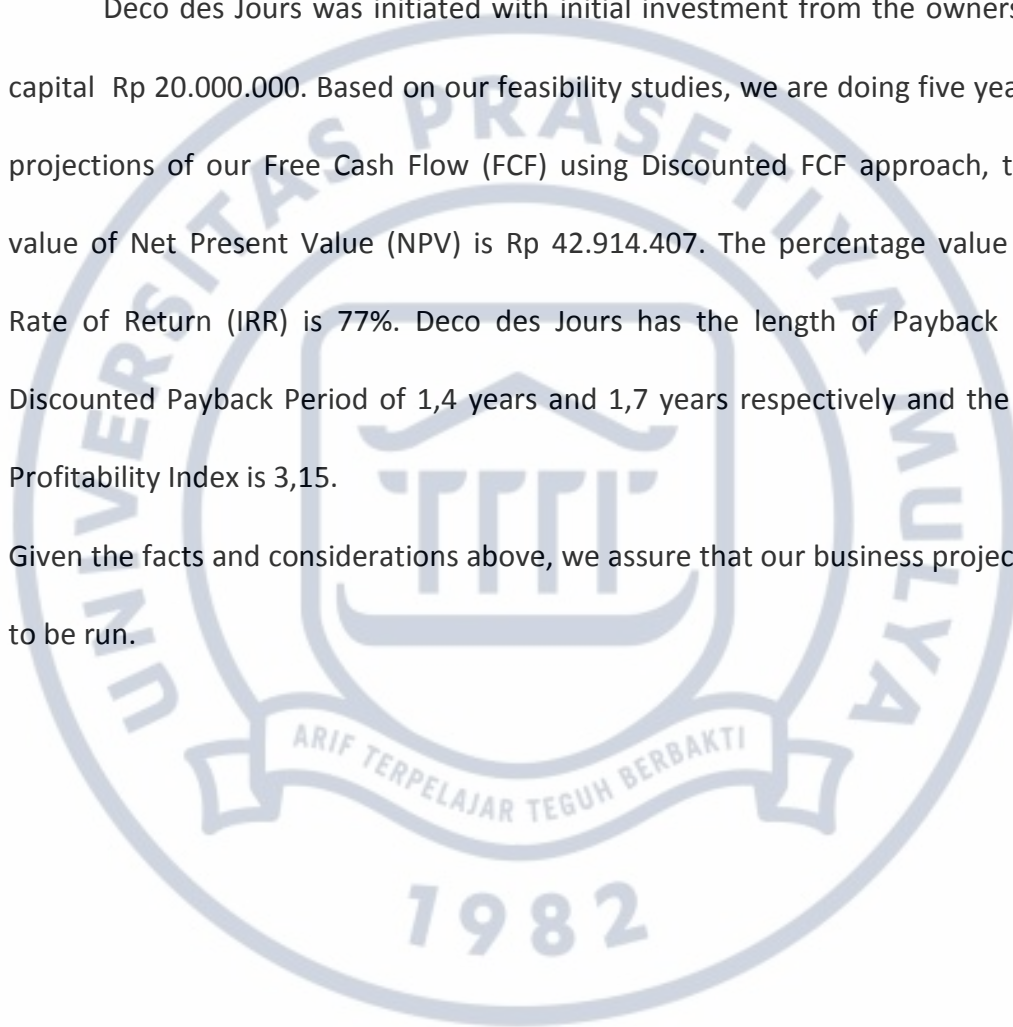 Deco des Jours was initiated with initial investment from the owners
capital Rp 20.000.000. Based on our feasibility studies, we are doing five yea
projections of our Free Cash Flow (FCF) using Discounted FCF approach, t
value of Net Present Value (NPV) is Rp 42.914.407. The percentage value
Rate of Return (IRR) is 77%. Deco des Jours has the length of Payback
Discounted Payback Period of 1,4 years and 1,7 years respectively and the
Profitability Index is 3,15.
Given the facts and considerations above, we assure that our business projec
to be run.
UNIVERSITAS PRASETIYA MULYA
ARIF TERPELAJAR TEGUH BERBAKTI
1982